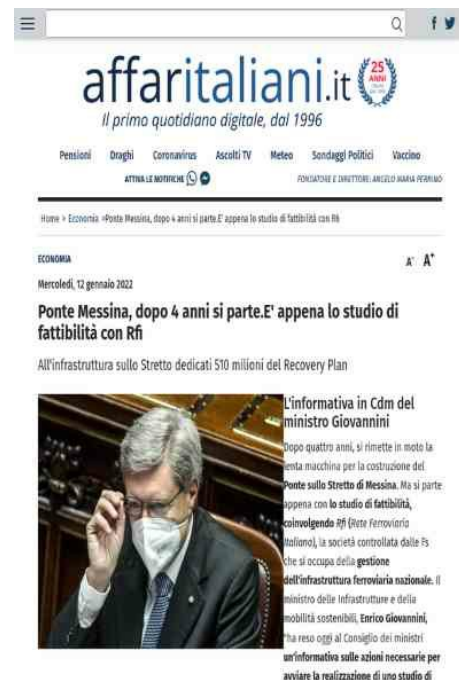 affaritaliani.it
25
ANNI
Il primo quotidiano digitale, dal 1996
Pensioni Draghi Coronavirus Ascolti TV Meteo Sondaggi Politici Vaccino
ATTIVA LE NOTIFICHE
FONDATORE E DIRETTORE: ANGELO MARIA PERRINO
Home > Economia >Ponte Messina, dopo 4 anni si parte.E' appena lo studio di fattibilità con Rfi
ECONOMIA
A- A+
Mercoledì, 12 gennaio 2022
Ponte Messina, dopo 4 anni si parte.E' appena lo studio di
fattibilità con Rfi
All'infrastruttura sullo Stretto dedicati 510 milioni del Recovery Plan
L'informativa in Cdm del
ministro Giovannini
Dopo quattro anni, si rimette in moto la
lenta macchina per la costruzione del
Ponte sullo Stretto di Messina. Ma si parte
appena con lo studio di fattibilità,
coinvolgendo Rfi (Rete Ferroviaria
Italiana), la società controllata dalle Fs
che si occupa della gestione
dell'infrastruttura ferroviaria nazionale. Il
ministro delle Infrastrutture e della
mobilità sostenibili, Enrico Giovannini,
"ha reso oggi al Consiglio dei ministri
un'informativa sulle azioni necessarie per
avviare la realizzazione di uno studio di